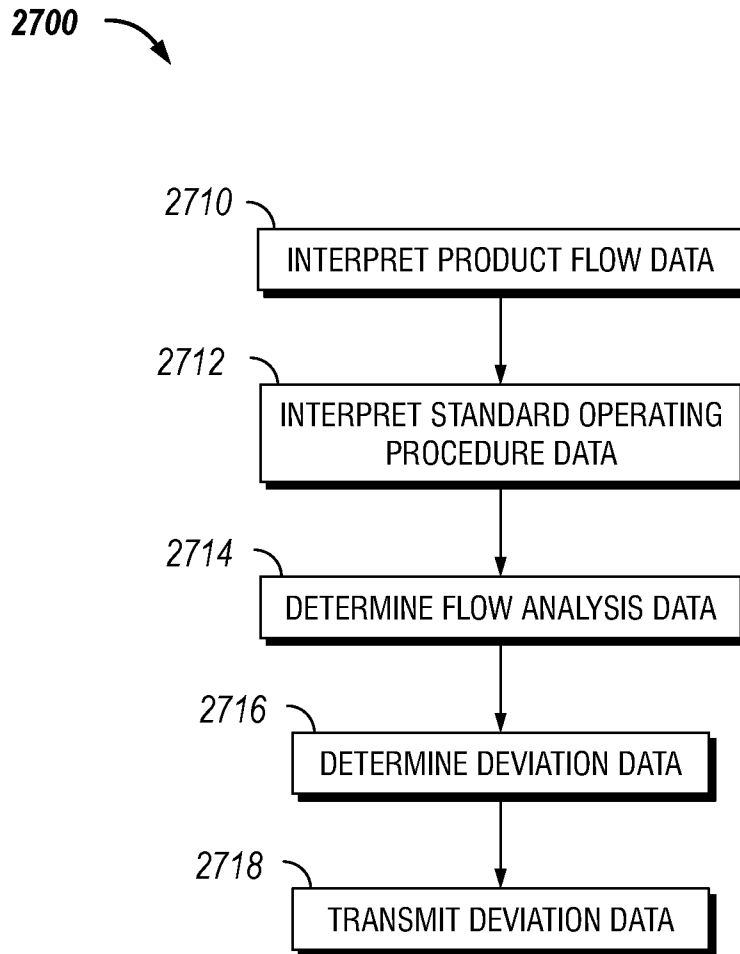 2700
2710
INTERPRET PRODUCT FLOW DATA
2712
INTERPRET STANDARD OPERATING
PROCEDURE DATA
2714
DETERMINE FLOW ANALYSIS DATA
2716
DETERMINE DEVIATION DATA
2718
TRANSMIT DEVIATION DATA